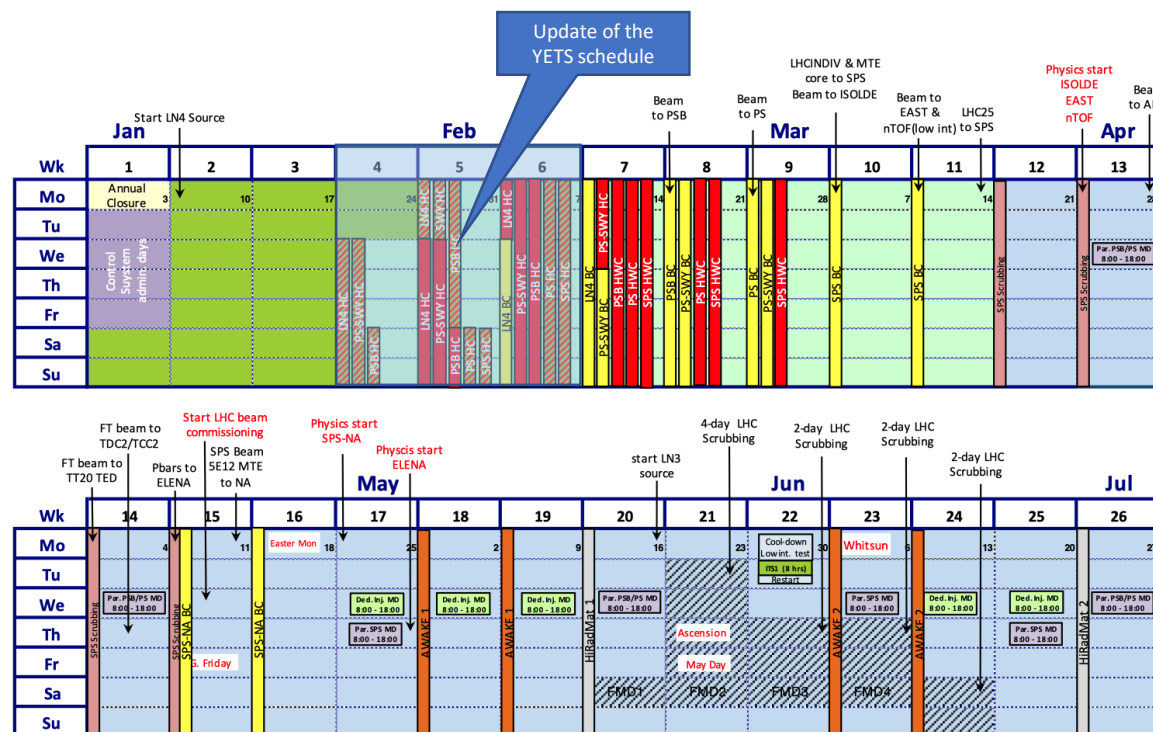 Update of the
YETS schedule
LHCINDIV & MTE
core to SPS
Beam to ISOLDE
Physics start
ISOLDE
EAST
nTOF
Start LN4 Source
Beam
to PSB
Beam
to PS
Beam to
EAST &
nTOF(low int)
LHC25
to SPS
Jan
Feb
Mar
Apr
Wk 1 2 3 4 5 6 7 8 9 10 11 12 13
Mo
Tu
We
Th
Fr
Sa
Su
Annual
Closure
3 10 17 24 31 7 14 21 28 7 14 21 28
Control
Suystem
admin. days
LN4 HC
PS-SWY HC
PSB HC
LN4 HC
SWY HC
PSB HC
LN4 HC
PS-SWY HC
PSB HC
PS HC
SPS HC
LN4 HC
LN4 BC
PS-SWY HC
PSB HC
PS HC
SPS HC
LN4 BC
PS-SWY HC
PS-SWY BC
PSB HWC
PS HWC
SPS HWC
PSB BC
PS-SWY BC
PS HWC
SPS HWC
PS BC
PS-SWY BC
SPS HWC
SPS BC
SPS BC
SPS Scrubbing
SPS Scrubbing
Par. PSB/PS MD
8:00 - 18:00
FT beam to
TT20 TED
FT beam to
TDC2/TCC2
Pbars to
ELENA
Start LHC beam
commissioning
SPS Beam
5E12 MTE
to NA
Physics start
SPS-NA
Physcis start
ELENA
start LN3
source
4-day LHC
Scrubbing
2-day LHC
Scrubbing
2-day LHC
Scrubbing
2-day LHC
Scrubbing
May
Jun
Jul
Wk 14 15 16 17 18 19 20 21 22 23 24 25 26
Mo
Tu
We
Th
Fr
Sa
Su
4 11 18 25 2 9 16 23 30 6 13 20 27
SPS Scrubbing
Par. PSB/PS MD
8:00 - 18:00
SPS Scrubbing
SPS-NA BC
G. Friday
SPS-NA BC
Easter Mon
Ded. Inj. MD
8:00 - 18:00
Par. SPS MD
8:00 - 18:00
AWAKE 1
Ded. Inj. MD
8:00 - 18:00
AWAKE 1
Ded. Inj. MD
8:00 - 18:00
HiRadMat 1
Par. PSB/PS MD
8:00 - 18:00
FMD1
Ascension
May Day
FMD2
Cool-down
Low int. test
ITS1 (8 hrs)
Restart
FMD3
AWAKE 2
Whitsun
Par. SPS MD
8:00 - 18:00
FMD4
AWAKE 2
Ded. Inj. MD
8:00 - 18:00
Ded. Inj. MD
8:00 - 18:00
Par. SPS MD
8:00 - 18:00
HiRadMat 2
Par. PSB/PS MD
8:00 - 18:00